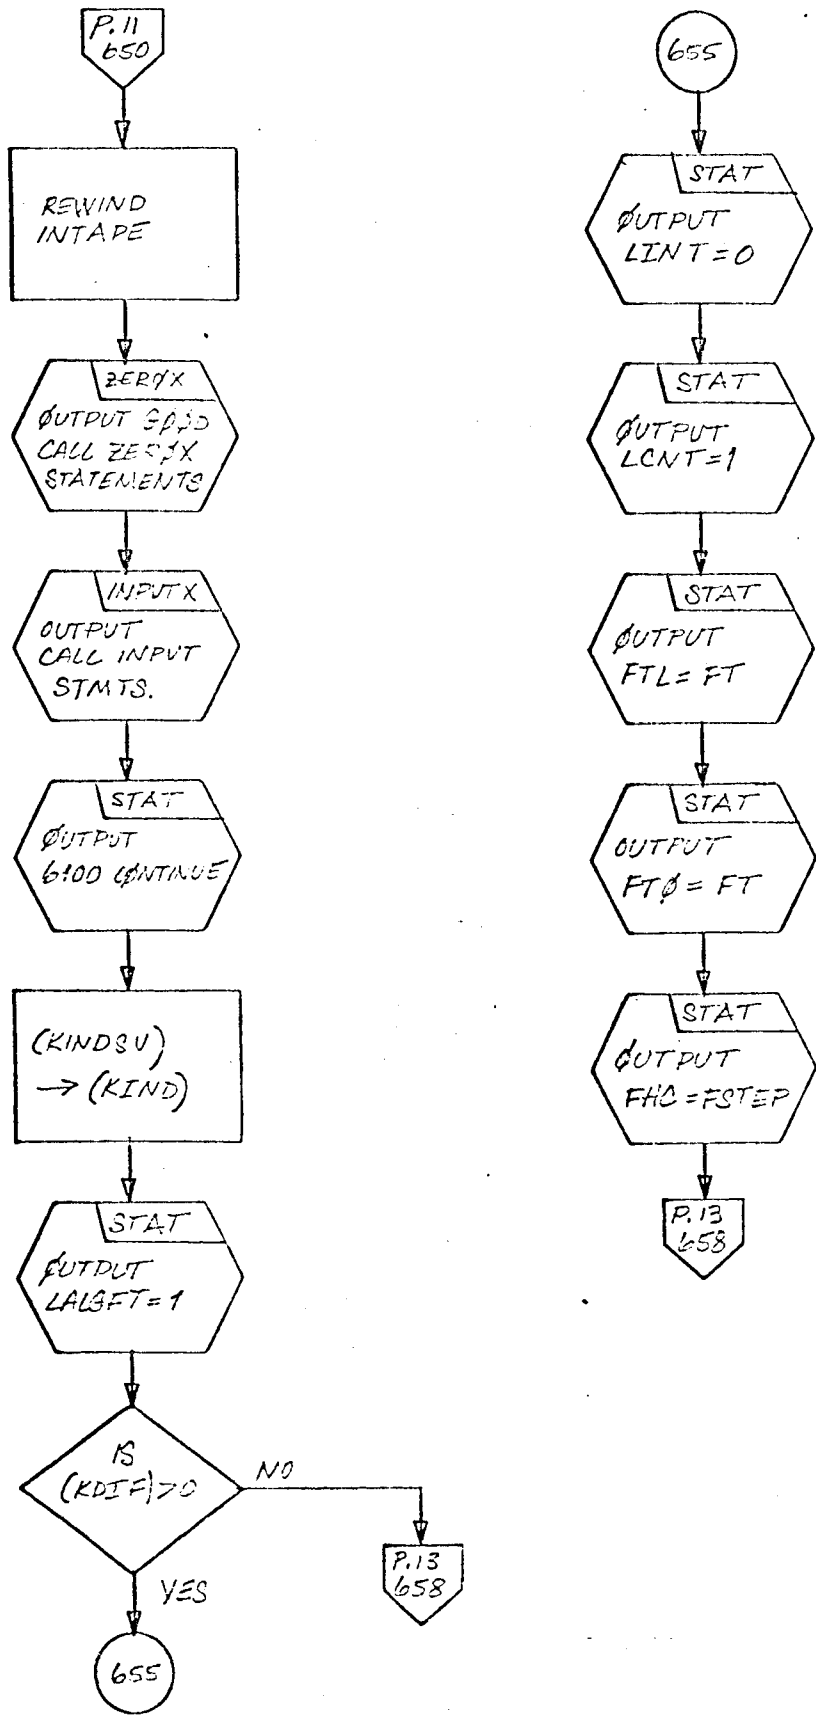 P.11
650
REWIND
INTAPE
ZERØX
ØUTPUT GØØD
CALL ZERØX
STATEMENTS
INPUTX
OUTPUT
CALL INPUT
STMTS.
STAT
ØUTPUT
6100 CØNTINUE
(KINDSV)
→ (KIND)
STAT
ØUTPUT
LALGFT=1
IS
(KDIF)>0
NO
P.13
658
YES
655
655
STAT
ØUTPUT
LINT=0
STAT
ØUTPUT
LCNT=1
STAT
ØUTPUT
FTL=FT
STAT
OUTPUT
FTØ=FT
STAT
ØUTPUT
FHC=FSTEP
P.13
658